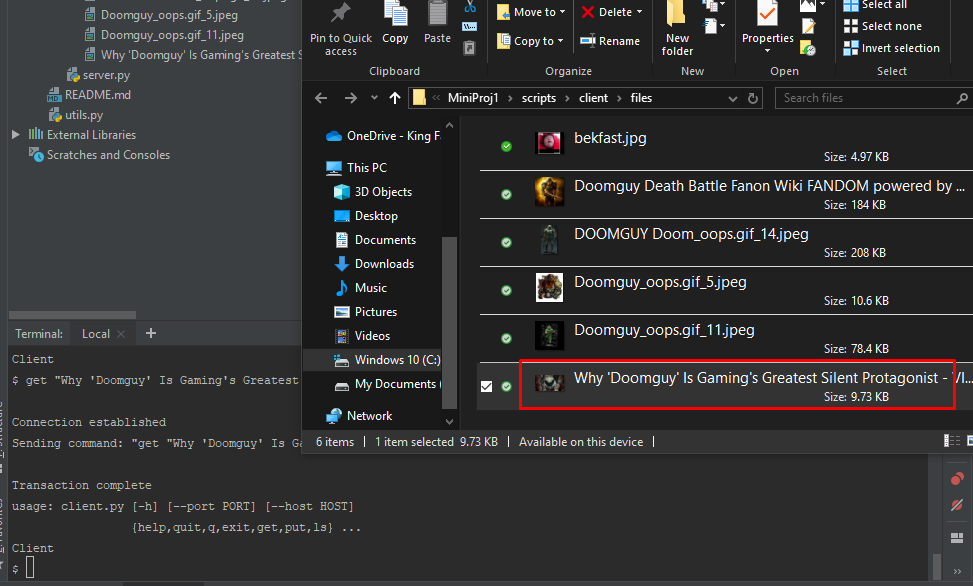 Doomguy_oops.gif_5.jpeg
Doomguy_oops.gif_11.jpeg
Why 'Doomguy' Is Gaming's Greatest S
server.py
README.md
utils.py
External Libraries
Scratches and Consoles
Pin to Quick access
Copy
Paste
Clipboard
Move to
Copy to
Delete
Rename
Organize
New folder
New
Properties
Open
Select all
Select none
Invert selection
Select
« MiniProj1 > scripts > client > files
Search files
OneDrive - King F
This PC
3D Objects
Desktop
Documents
Downloads
Music
Pictures
Videos
Windows 10 (C:)
My Documents
Network
bekfast.jpg
Size: 4.97 KB
Doomguy Death Battle Fanon Wiki FANDOM powered by ...
Size: 184 KB
DOOMGUY Doom_oops.gif_14.jpeg
Size: 208 KB
Doomguy_oops.gif_5.jpeg
Size: 10.6 KB
Doomguy_oops.gif_11.jpeg
Size: 78.4 KB
Why 'Doomguy' Is Gaming's Greatest Silent Protagonist - VI...
Size: 9.73 KB
6 items | 1 item selected 9.73 KB | Available on this device |
Terminal: Local × +
Client
$ get "Why 'Doomguy' Is Gaming's Greatest
Connection established
Sending command: "get "Why 'Doomguy' Is Ga
Transaction complete
usage: client.py [-h] [--port PORT] [--host HOST]
{help,quit,q,exit,get,put,ls} ...
Client
$